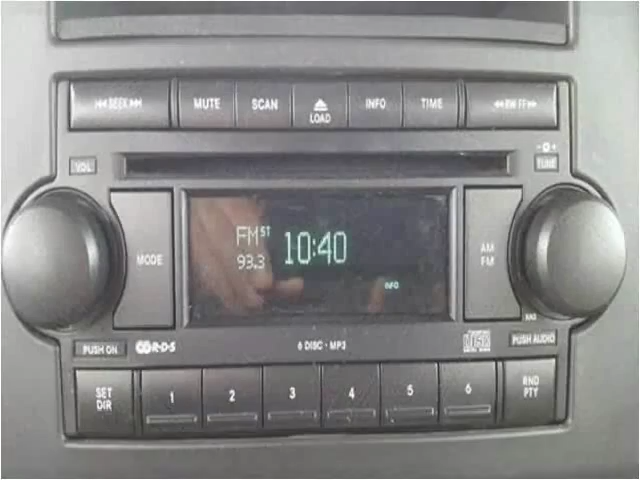 SEEK MUTE SCAN LOAD INFO TIME RW FF
VOL - + TUNE
MODE FM ST 10:40 AM FM
93.3
INFO
PUSH ON R·D·S 6 DISC · MP3 PUSH AUDIO
SET DIR 1 2 3 4 5 6 RND PTY